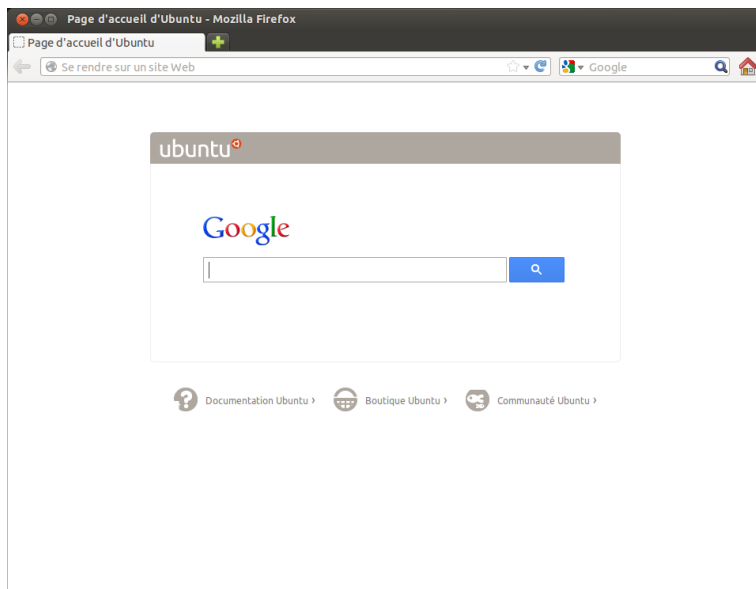 Page d'accueil d'Ubuntu - Mozilla Firefox
Page d'accueil d'Ubuntu
Se rendre sur un site Web
Google
ubuntu
Google
Documentation Ubuntu ›
Boutique Ubuntu ›
Communauté Ubuntu ›